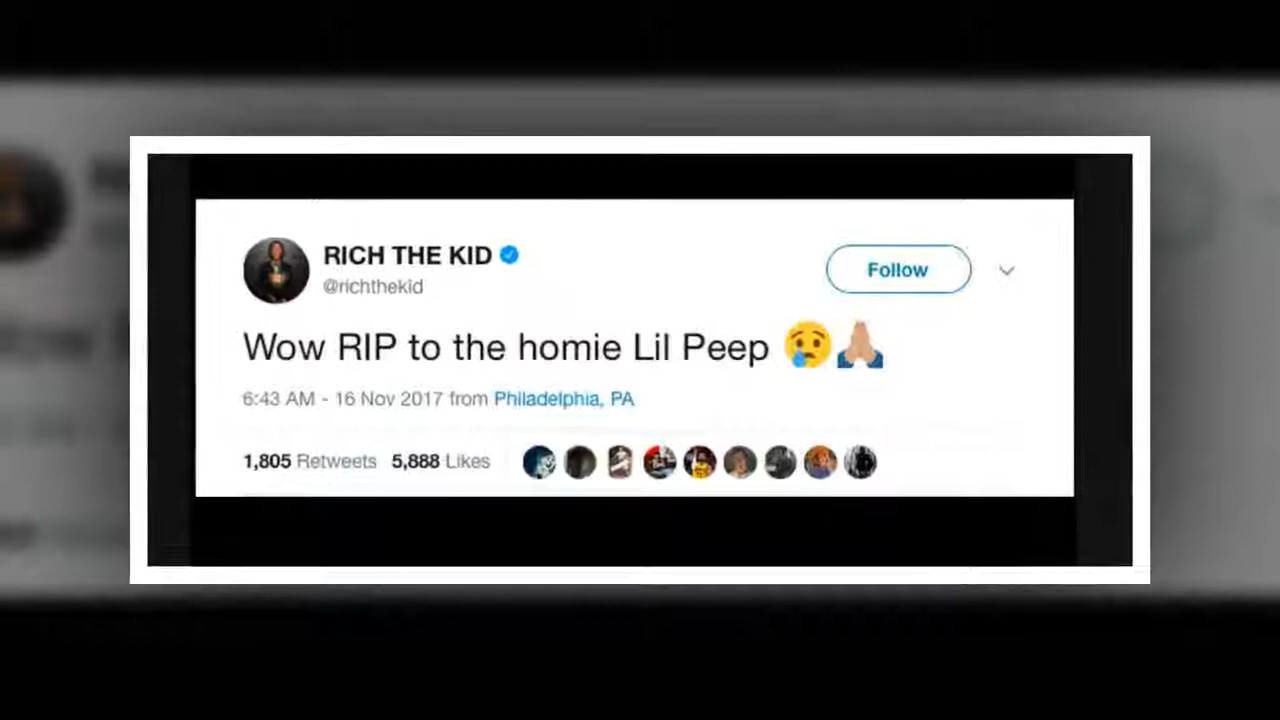 RICH THE KID
@richthekid
Follow
Wow RIP to the homie Lil Peep 😢🙏🏼
6:43 AM - 16 Nov 2017 from Philadelphia, PA
1,805 Retweets 5,888 Likes